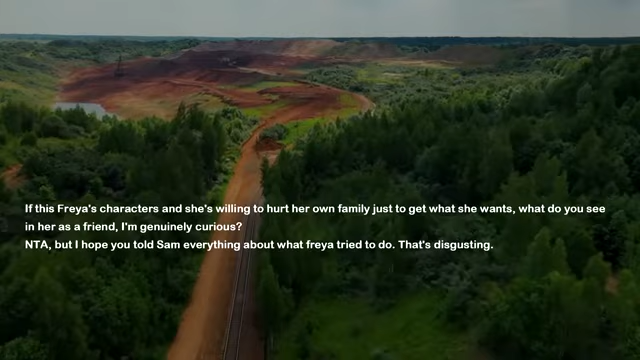 If this Freya's characters and she's willing to hurt her own family just to get what she wants, what do you see
in her as a friend, I'm genuinely curious?
NTA, but I hope you told Sam everything about what freya tried to do. That's disgusting.